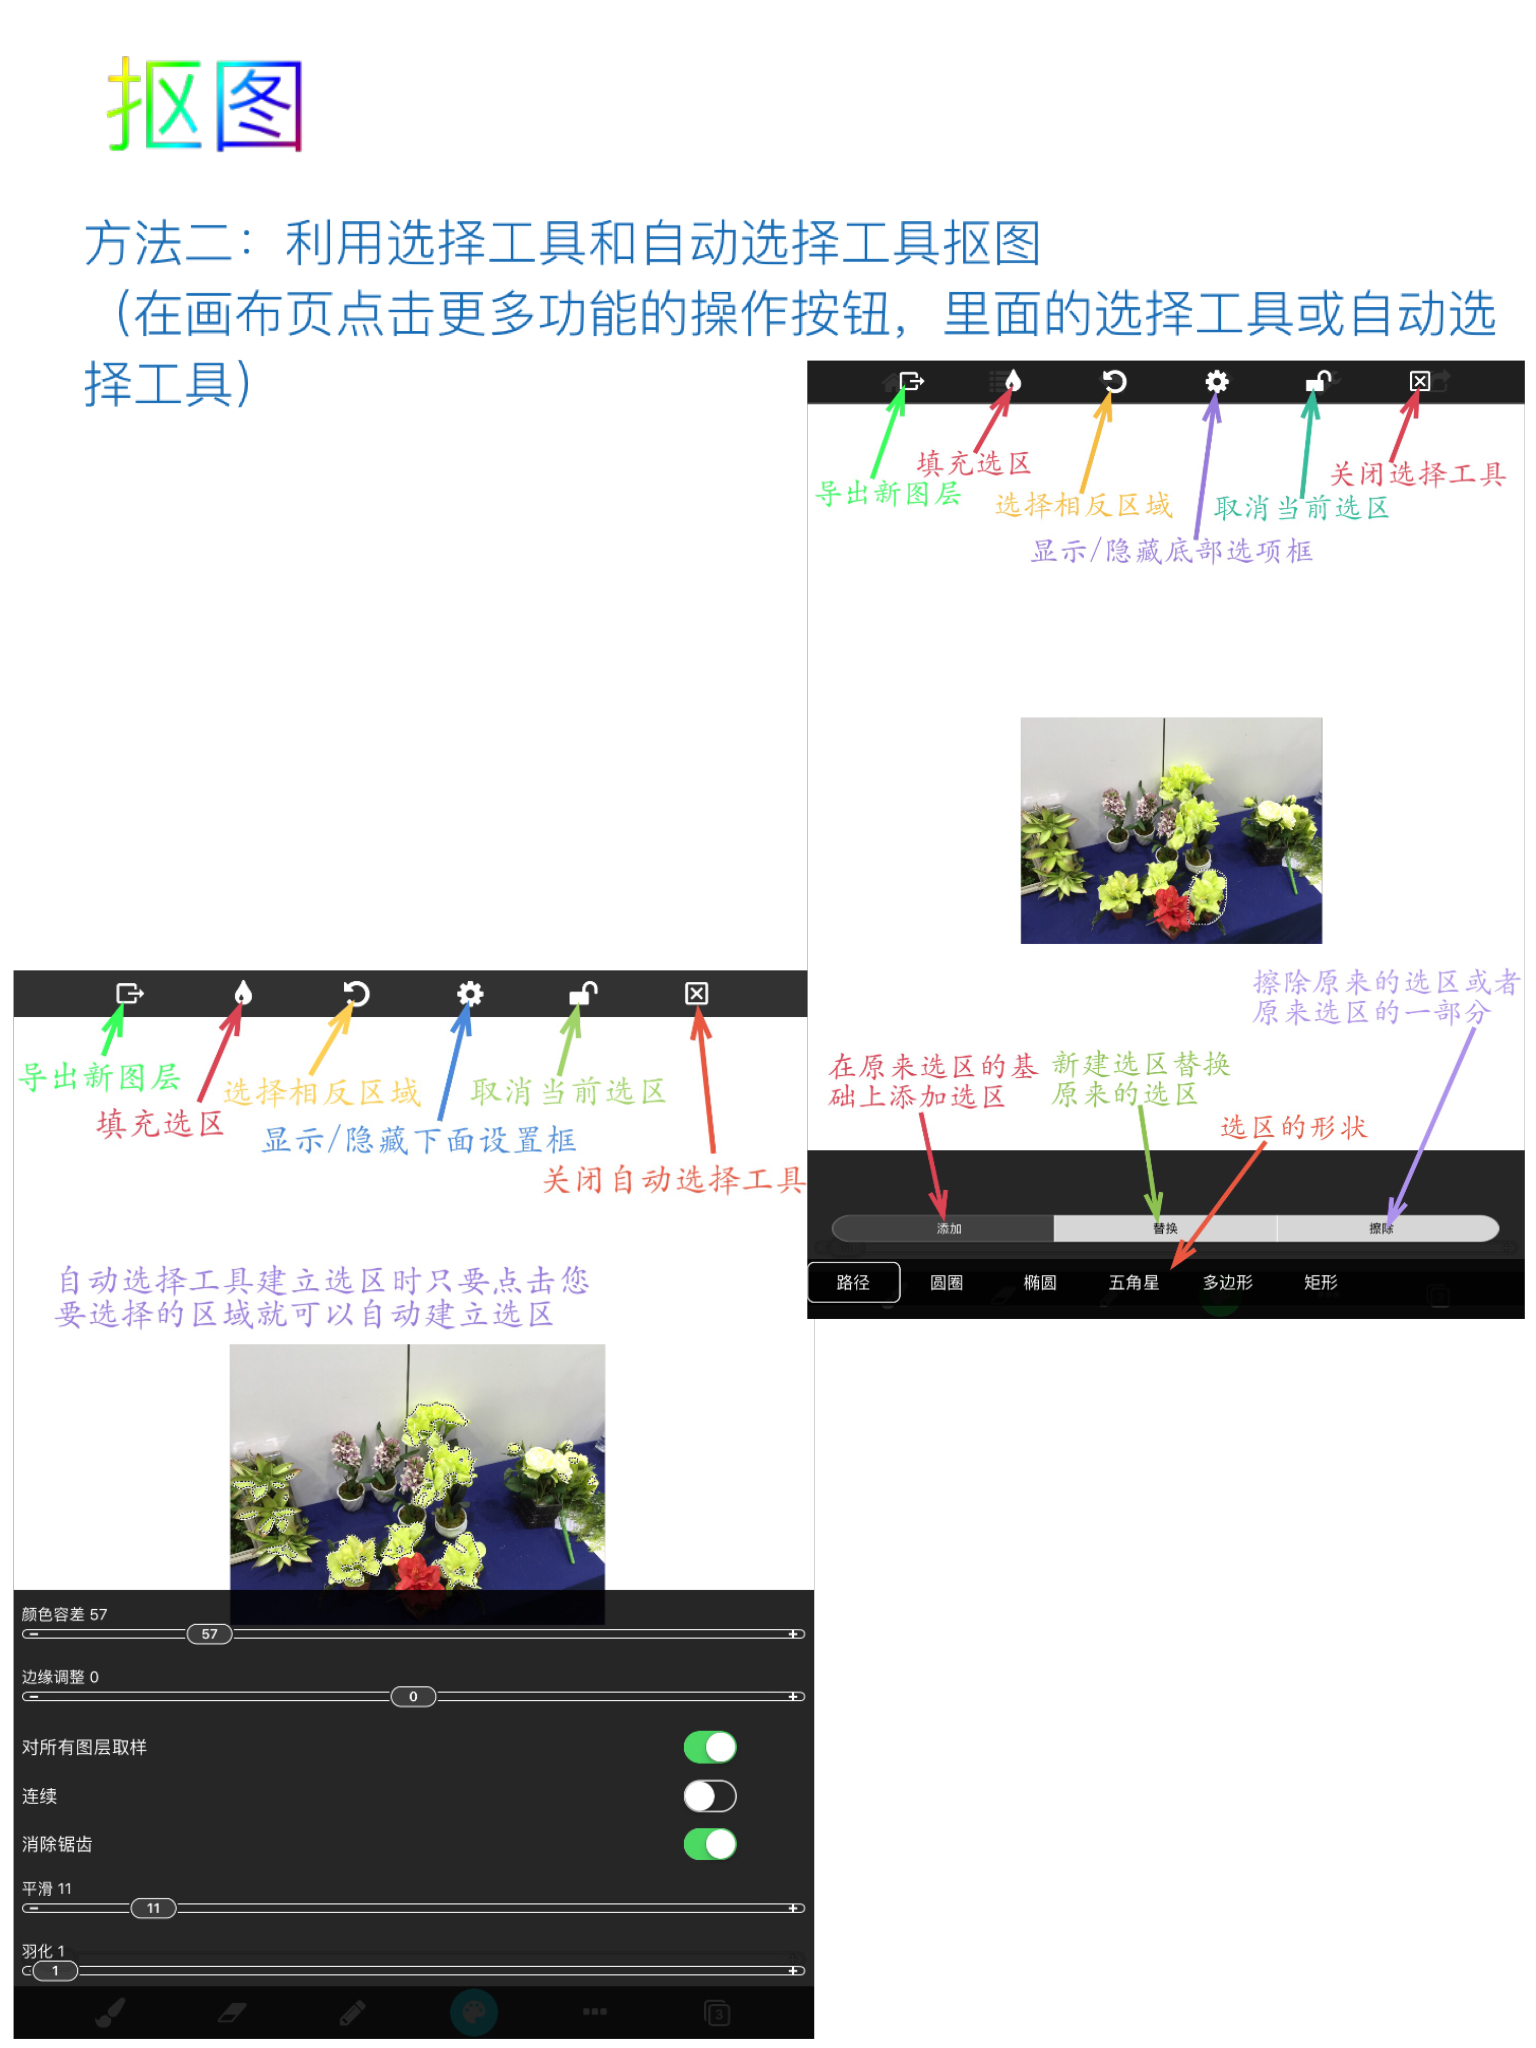 抠图
方法二：利用选择工具和自动选择工具抠图
（在画布页点击更多功能的操作按钮，里面的选择工具或自动选
择工具）
导出新图层
填充选区
选择相反区域
显示/隐藏底部选项框
取消当前选区
关闭选择工具
擦除原来的选区或者
原来选区的一部分
在原来选区的基
础上添加选区
新建选区替换
原来的选区
选区的形状
添加
替换
擦除
路径
圆圈
椭圆
五角星
多边形
矩形
导出新图层
填充选区
选择相反区域
显示/隐藏下面设置框
取消当前选区
关闭自动选择工具
自动选择工具建立选区时只要点击您
要选择的区域就可以自动建立选区
颜色容差 57
57
边缘调整 0
0
对所有图层取样
连续
消除锯齿
平滑 11
11
羽化 1
1
3